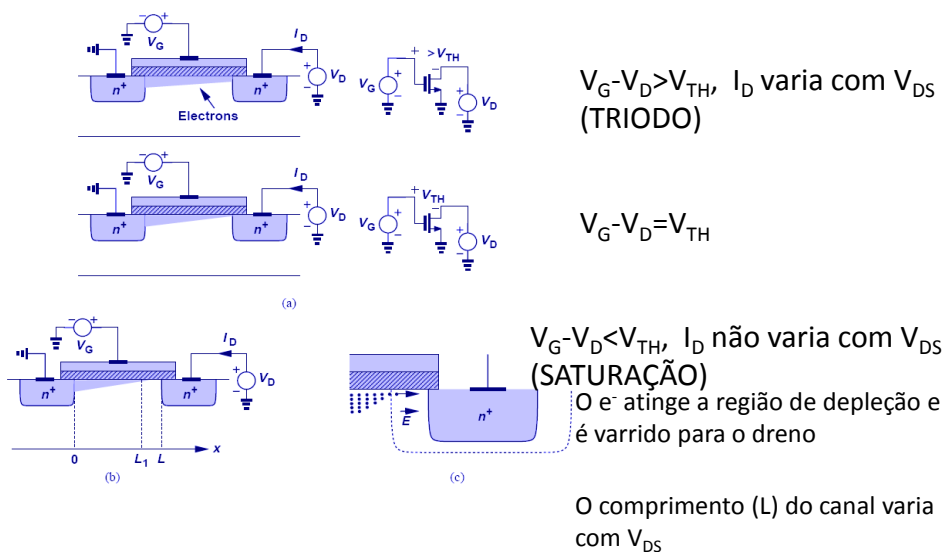 V_G
I_D
>V_TH
n⁺
n⁺
V_D
V_G
V_D
Electrons
V_G-V_D>V_TH, I_D varia com V_DS
(TRIODO)
V_G
I_D
V_TH
n⁺
n⁺
V_D
V_G
V_D
V_G-V_D=V_TH
(a)
V_G
I_D
n⁺
n⁺
V_D
0
L₁
L
x
(b)
E
n⁺
(c)
V_G-V_D<V_TH, I_D não varia com V_DS
(SATURAÇÃO)
O e⁻ atinge a região de depleção e
é varrido para o dreno
O comprimento (L) do canal varia
com V_DS